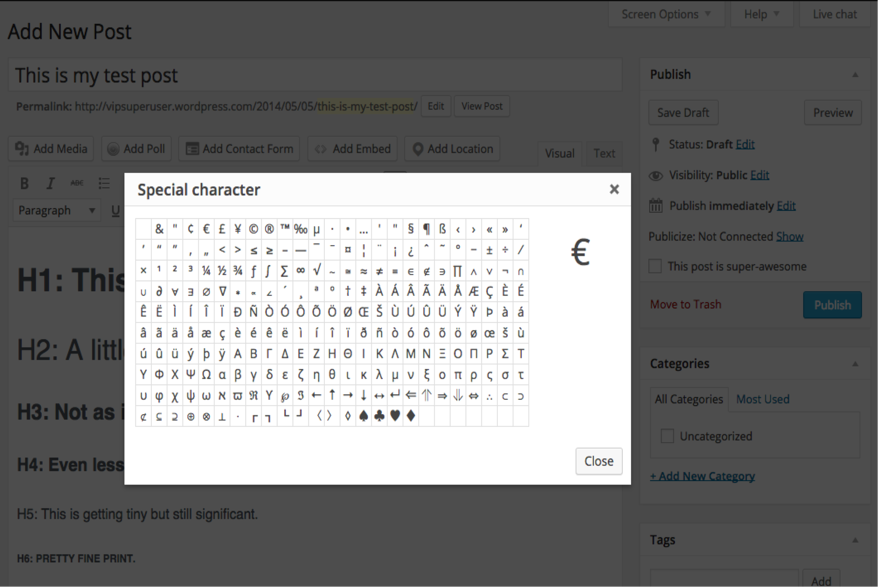 Screen Options ▼ Help ▼ Live chat
Add New Post
This is my test post
Permalink: http://vipsuperuser.wordpress.com/2014/05/05/this-is-my-test-post/ Edit View Post
Add Media Add Poll Add Contact Form Add Embed Add Location
Visual Text
B I ABC
Paragraph ▼ U
Special character ×
& " ¢ € £ ¥ © ® ™ ‰ µ · • … ′ ″ § ¶ ß ‹ › « » ‘
’ “ ” ‚ „ < > ≤ ≥ – — ¯ ‾ ¤ ¦ ¨ ¡ ¿ ˆ ˜ ° − ± ÷ ⁄
× ¹ ² ³ ¼ ½ ¾ ƒ ∫ ∑ ∞ √ ∼ ≅ ≈ ≠ ≡ ∈ ∉ ∋ ∏ ∧ ∨ ¬ ∩
∪ ∂ ∀ ∃ ∅ ∇ ∗ ∝ ∠ ´ ¸ ª º † ‡ À Á Â Ã Ä Å Æ Ç È É
Ê Ë Ì Í Î Ï Ð Ñ Ò Ó Ô Õ Ö Ø Œ Š Ù Ú Û Ü Ý Ÿ Þ à á
â ã ä å æ ç è é ê ë ì í î ï ð ñ ò ó ô õ ö ø œ š ù
ú û ü ý þ ÿ Α Β Γ Δ Ε Ζ Η Θ Ι Κ Λ Μ Ν Ξ Ο Π Ρ Σ Τ
Υ Φ Χ Ψ Ω α β γ δ ε ζ η θ ι κ λ μ ν ξ ο π ρ ς σ τ
υ φ χ ψ ω ℵ ϖ ℜ ϒ ℘ ℑ ← ↑ → ↓ ↔ ↵ ⇐ ⇑ ⇒ ⇓ ⇔ ∴ ⊂ ⊃
⊄ ⊆ ⊇ ⊕ ⊗ ⊥ ⋅ ⌈ ⌉ ⌊ ⌋ 〈 〉 ◊ ♠ ♣ ♥ ♦
€
Close
H1: This
H2: A littl
H3: Not as i
H4: Even less
H5: This is getting tiny but still significant.
H6: PRETTY FINE PRINT.
Publish
Save Draft Preview
Status: Draft Edit
Visibility: Public Edit
Publish immediately Edit
Publicize: Not Connected Show
This post is super-awesome
Move to Trash Publish
Categories
All Categories Most Used
Uncategorized
+ Add New Category
Tags
Add